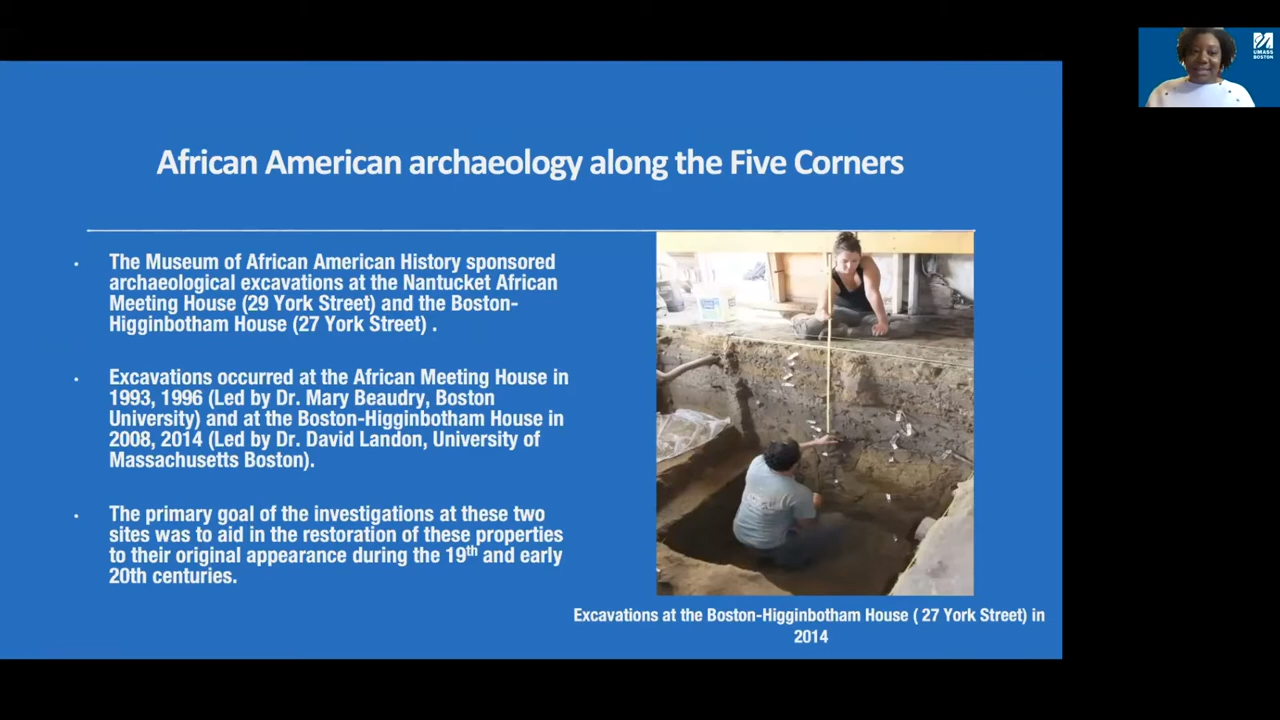 UMASS
BOSTON
African American archaeology along the Five Corners
• The Museum of African American History sponsored
archaeological excavations at the Nantucket African
Meeting House (29 York Street) and the Boston-
Higginbotham House (27 York Street) .
• Excavations occurred at the African Meeting House in
1993, 1996 (Led by Dr. Mary Beaudry, Boston
University) and at the Boston-Higginbotham House in
2008, 2014 (Led by Dr. David Landon, University of
Massachusetts Boston).
• The primary goal of the investigations at these two
sites was to aid in the restoration of these properties
to their original appearance during the 19th and early
20th centuries.
Excavations at the Boston-Higginbotham House ( 27 York Street) in
2014